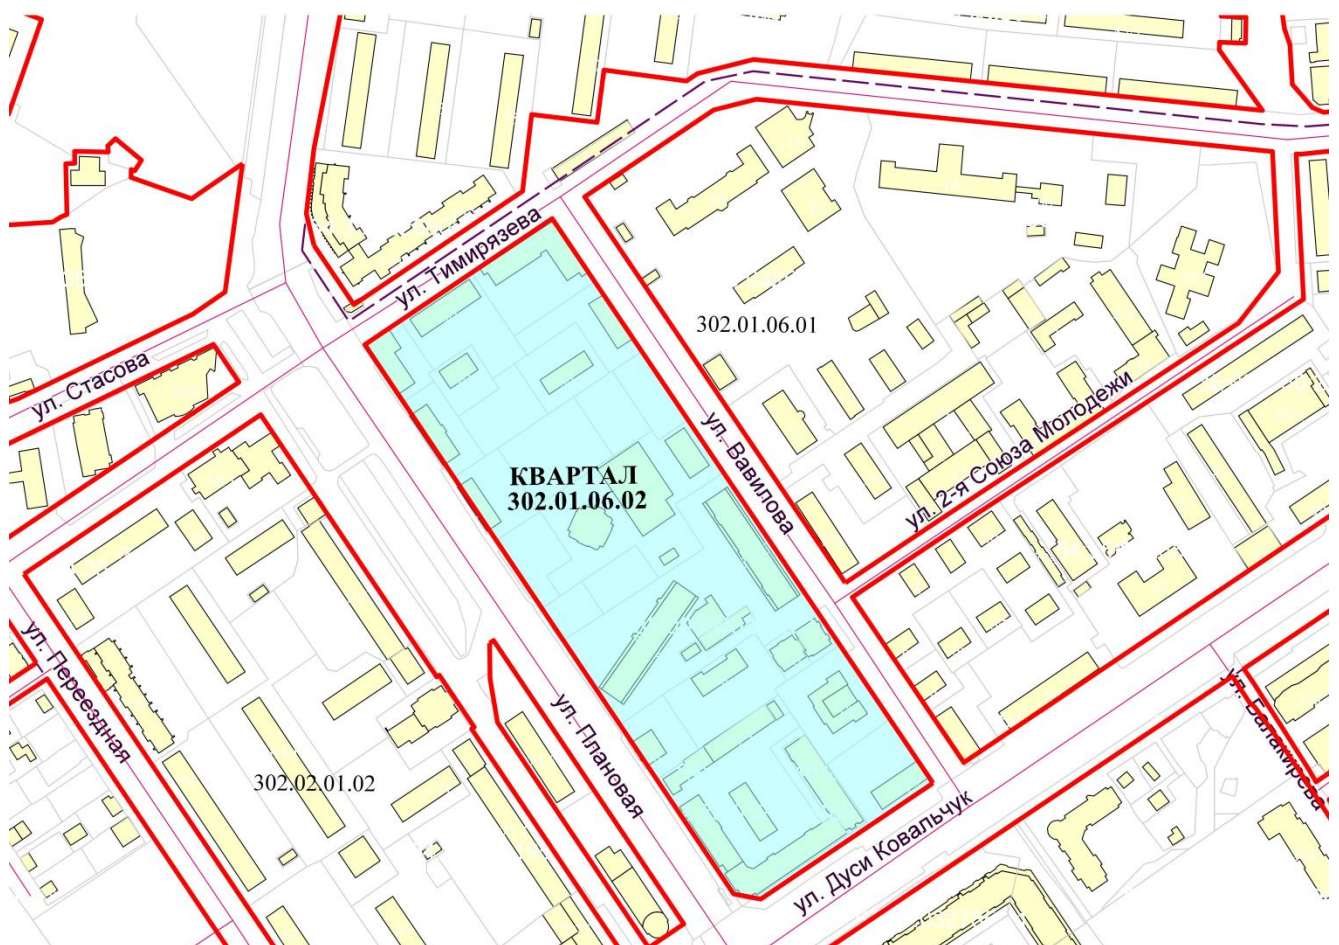 ул. Тимирязева
302.01.06.01
ул. Стасова
ул. Вавилова
ул. 2-я Союза Молодежи
КВАРТАЛ
302.01.06.02
ул. Переездная
ул. Плановая
302.02.01.02
ул. Балакирева
ул. Дуси Ковальчук